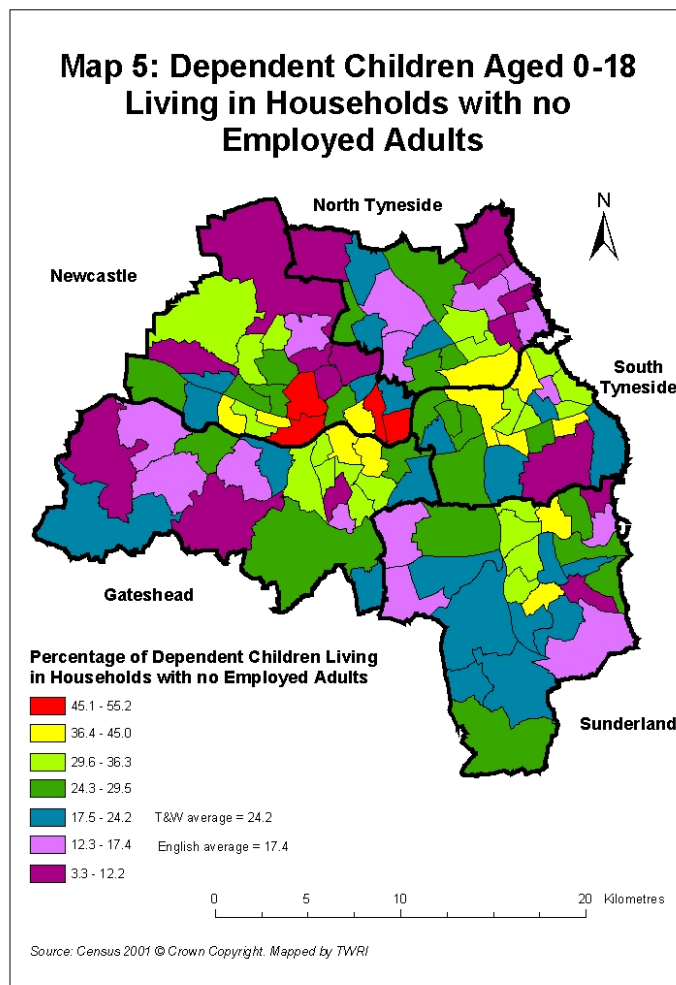 Map 5: Dependent Children Aged 0-18
Living in Households with no
Employed Adults
North Tyneside
N
Newcastle
South
Tyneside
Gateshead
Sunderland
Percentage of Dependent Children Living
in Households with no Employed Adults
45.1 - 55.2
36.4 - 45.0
29.6 - 36.3
24.3 - 29.5
17.5 - 24.2 T&W average = 24.2
12.3 - 17.4 English average = 17.4
3.3 - 12.2
0 5 10 20 Kilometres
Source: Census 2001 © Crown Copyright. Mapped by TWRI